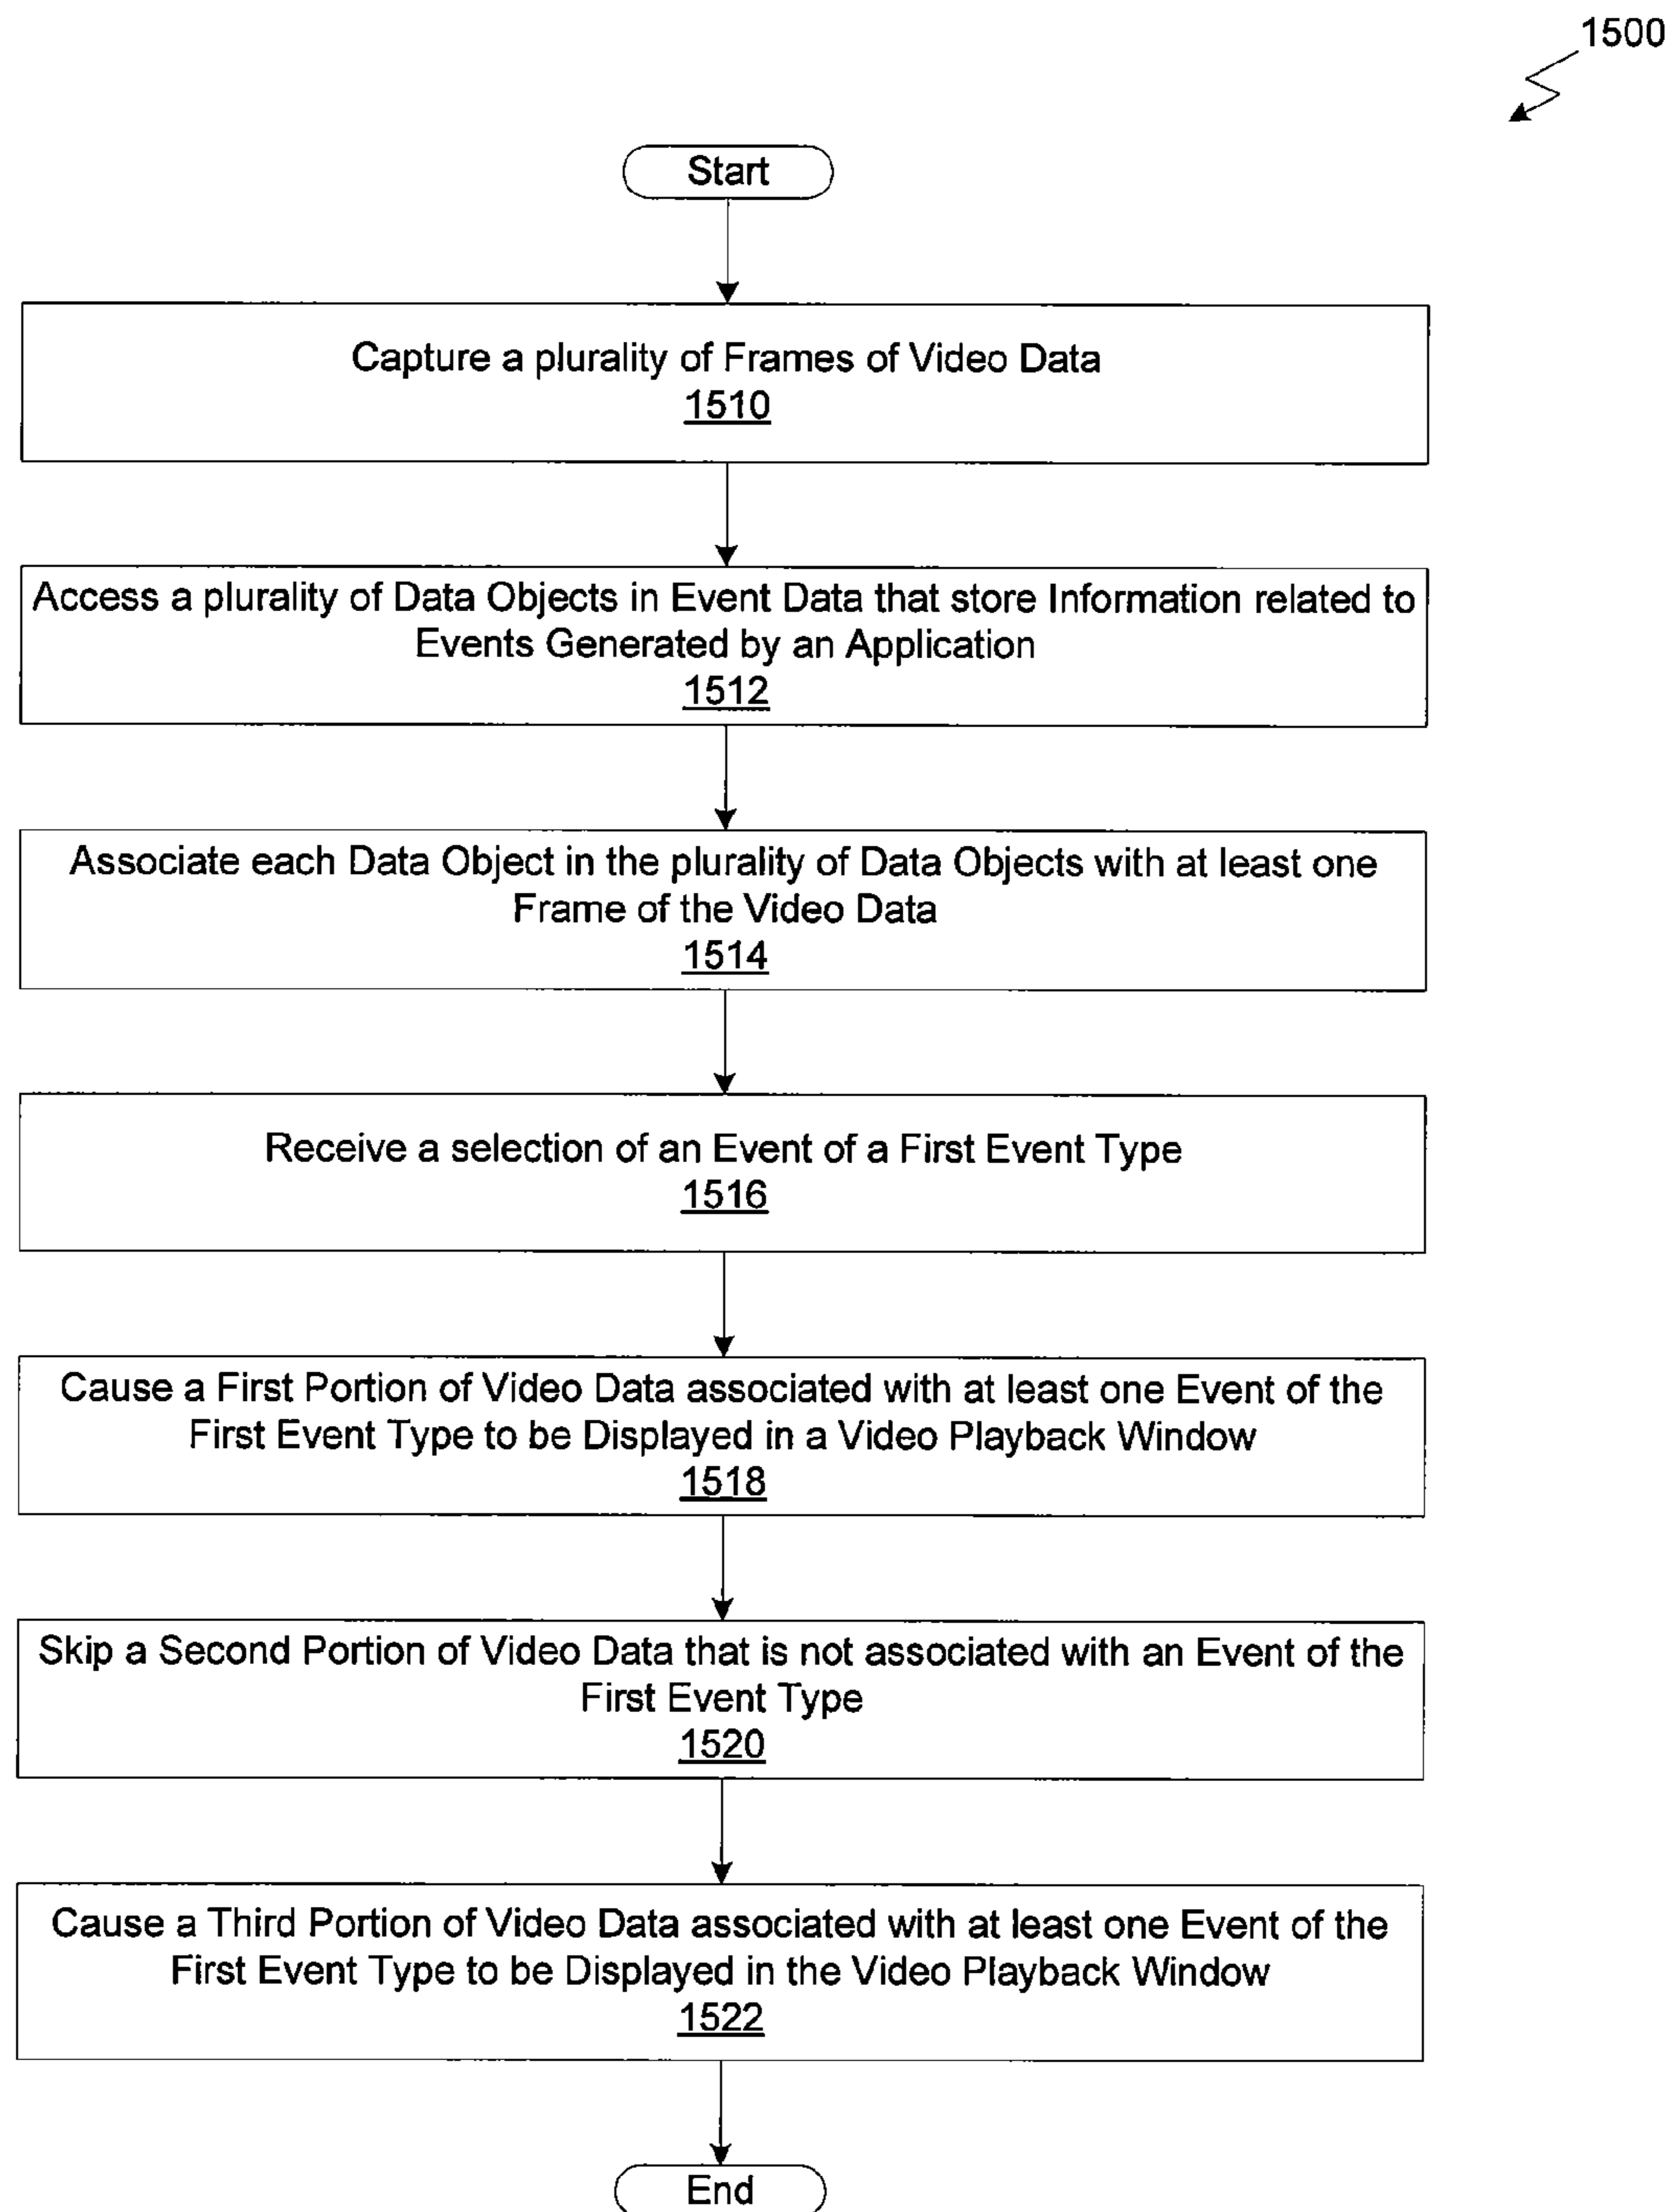 1500
Start
Capture a plurality of Frames of Video Data
1510
Access a plurality of Data Objects in Event Data that store Information related to
Events Generated by an Application
1512
Associate each Data Object in the plurality of Data Objects with at least one
Frame of the Video Data
1514
Receive a selection of an Event of a First Event Type
1516
Cause a First Portion of Video Data associated with at least one Event of the
First Event Type to be Displayed in a Video Playback Window
1518
Skip a Second Portion of Video Data that is not associated with an Event of the
First Event Type
1520
Cause a Third Portion of Video Data associated with at least one Event of the
First Event Type to be Displayed in the Video Playback Window
1522
End